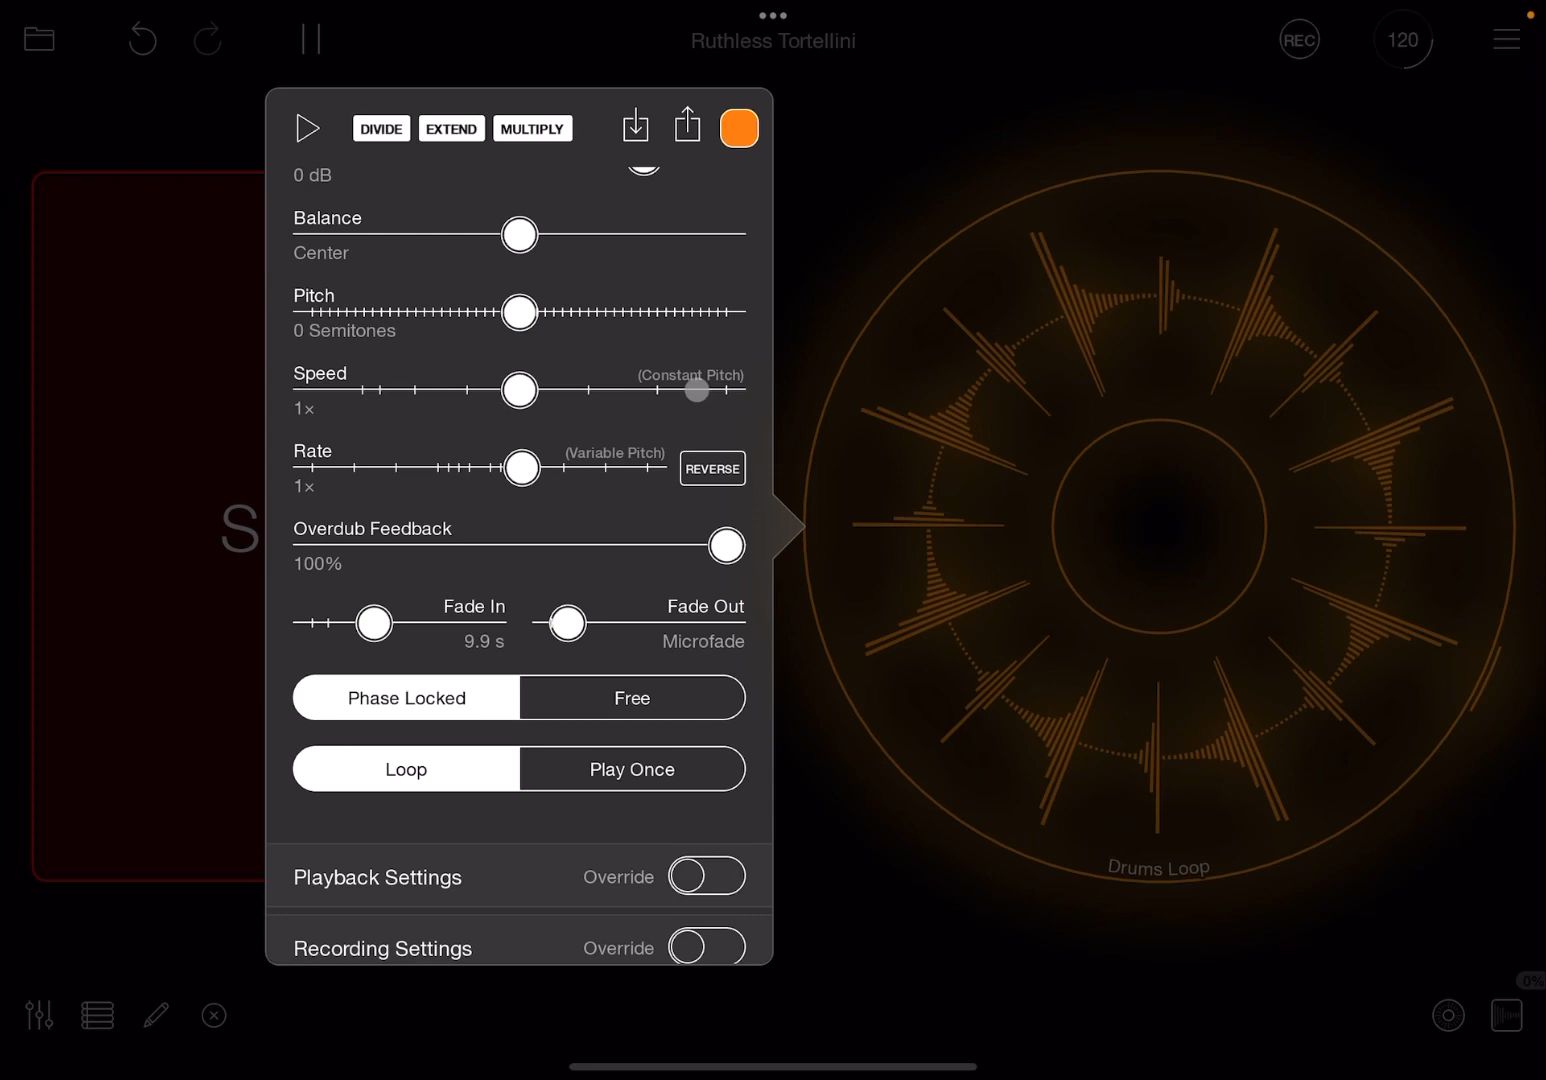 Ruthless Tortellini
REC
120
DIVIDE
EXTEND
MULTIPLY
0 dB
Balance
Center
Pitch
0 Semitones
Speed
(Constant Pitch)
1×
Rate
(Variable Pitch)
REVERSE
1×
Overdub Feedback
100%
Fade In
Fade Out
9.9 s
Microfade
Phase Locked
Free
Loop
Play Once
Playback Settings
Override
Recording Settings
Override
S
Drums Loop
0%